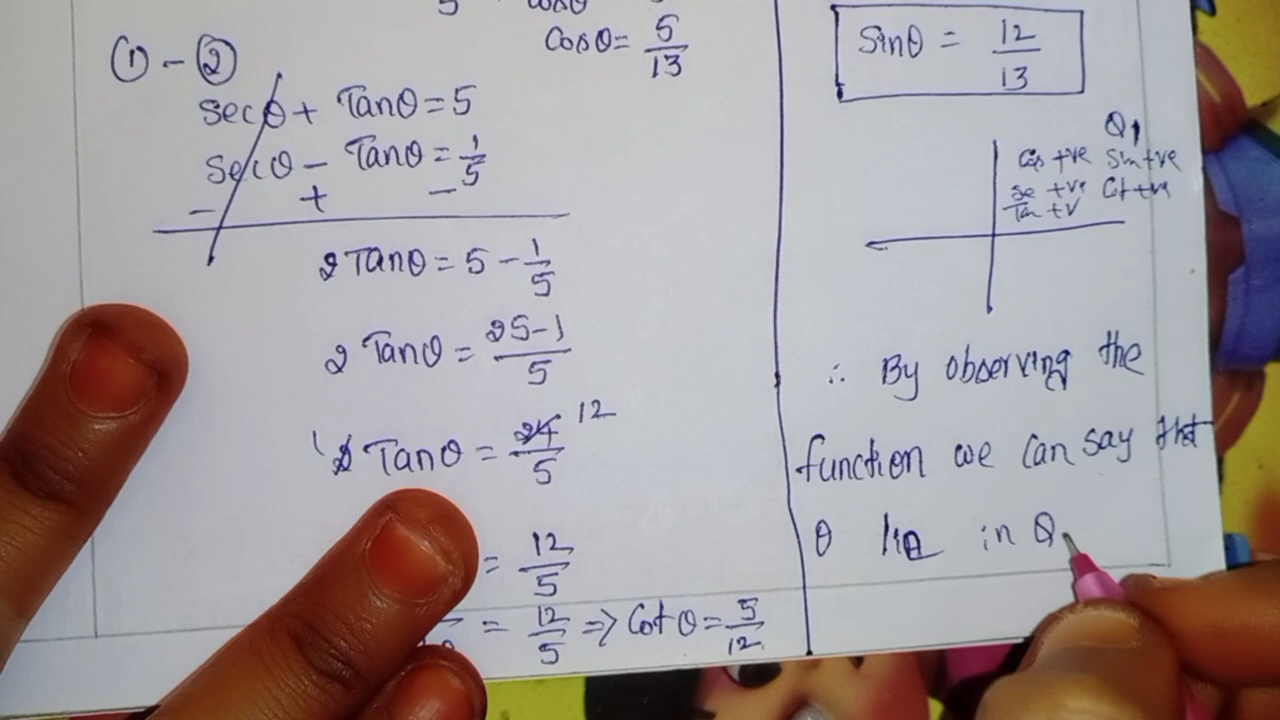 ① - ②
secθ + Tanθ = 5
secθ - Tanθ = 1/5
- + -
2 Tanθ = 5 - 1/5
2 Tanθ = 25-1/5
2 Tanθ = 24/5 12
= 12/5
= 12/5 ⇒ Cot θ = 5/12
Cosθ = 5/13
Sinθ = 12/13
Q1
Cos +ve Sin +ve
Se +ve Ct +ve
Tan +v
∴ By observing the
function we can say that
θ lie in Q